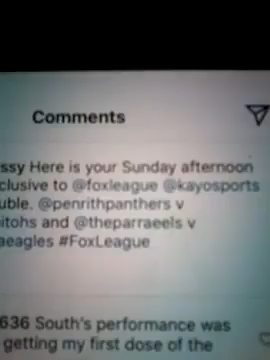 Comments
ssy Here is your Sunday afternoon
clusive to @foxleague @kayosports
uble. @penrithpanthers v
itohs and @theparraeels v
aeagles #FoxLeague
636 South's performance was
getting my first dose of the